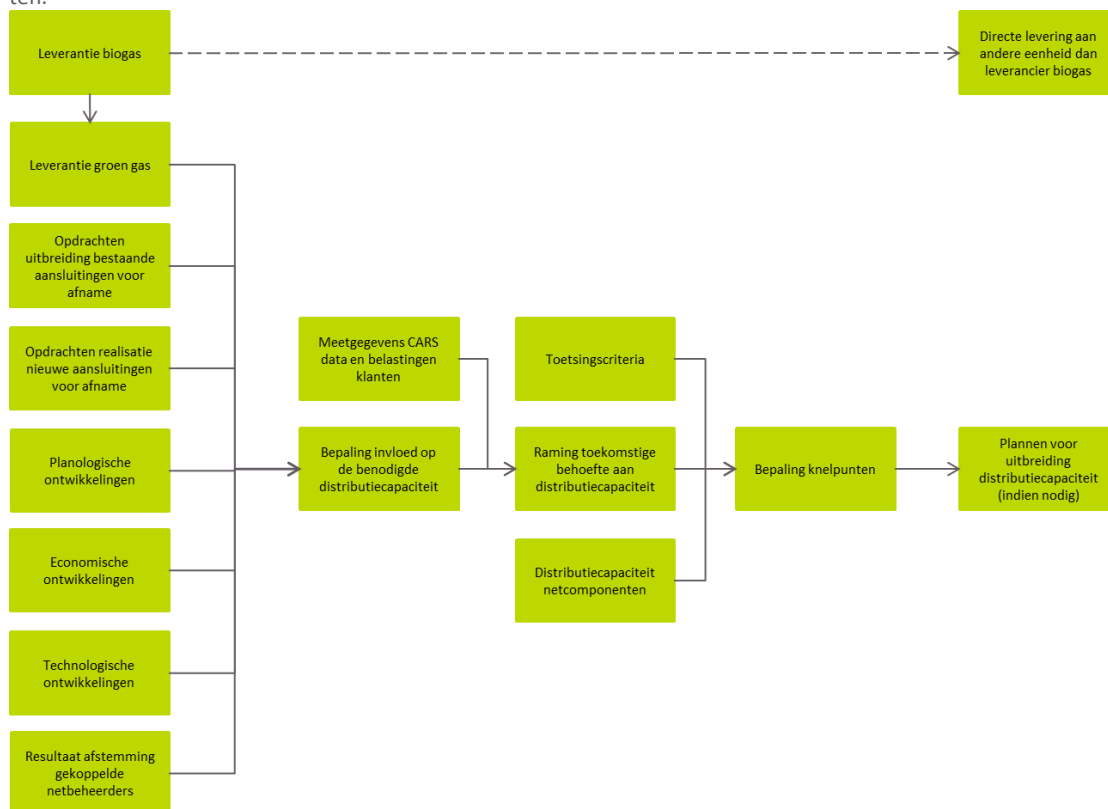 ten.
Leverantie biogas
Directe levering aan
andere eenheid dan
leverancier biogas
Leverantie groen gas
Opdrachten
uitbreiding bestaande
aansluitingen voor
afname
Opdrachten realisatie
nieuwe aansluitingen
voor afname
Meetgegevens CARS
data en belastingen
klanten
Toetsingscriteria
Planologische
ontwikkelingen
Bepaling invloed op
de benodigde
distributiecapaciteit
Raming toekomstige
behoefte aan
distributiecapaciteit
Bepaling knelpunten
Plannen voor
uitbreiding
distributiecapaciteit
(indien nodig)
Economische
ontwikkelingen
Distributiecapaciteit
netcomponenten
Technologische
ontwikkelingen
Resultaat afstemming
gekoppelde
netbeheerders